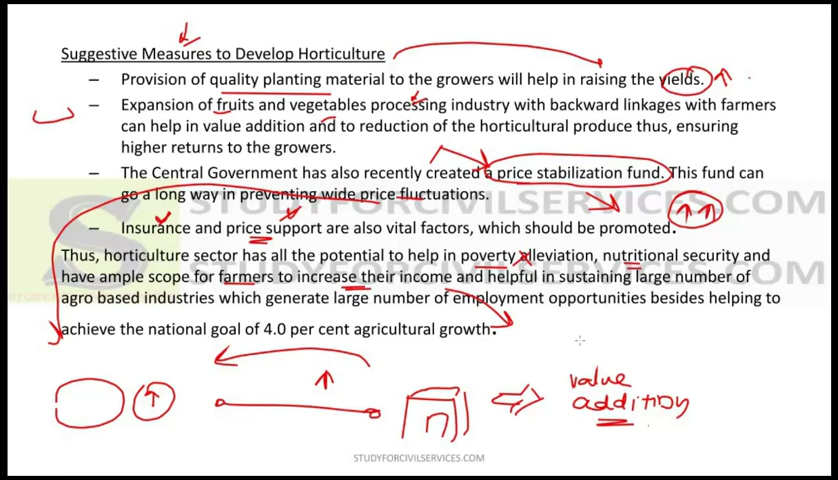 Suggestive Measures to Develop Horticulture
– Provision of quality planting material to the growers will help in raising the yields.
– Expansion of fruits and vegetables processing industry with backward linkages with farmers
can help in value addition and to reduction of the horticultural produce thus, ensuring
higher returns to the growers.
– The Central Government has also recently created a price stabilization fund. This fund can
go a long way in preventing wide price fluctuations.
STUDYFORCIVILSERVICES.COM
– Insurance and price support are also vital factors, which should be promoted.
Thus, horticulture sector has all the potential to help in poverty alleviation, nutritional security and
have ample scope for farmers to increase their income and helpful in sustaining large number of
STUDYFORCIVILSERVICES.COM
agro based industries which generate large number of employment opportunities besides helping to
achieve the national goal of 4.0 per cent agricultural growth.
value
addition
STUDYFORCIVILSERVICES.COM